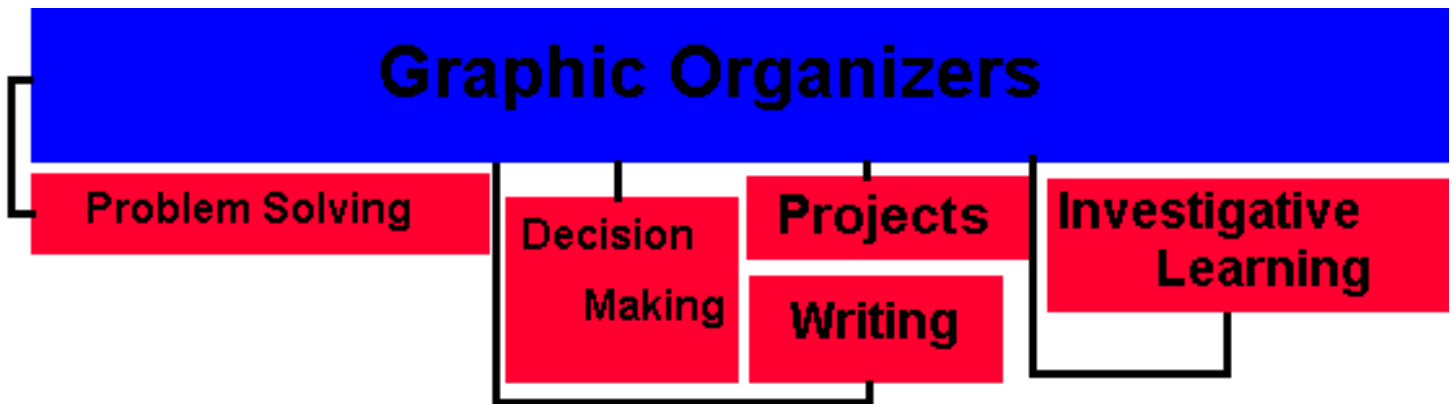 Graphic Organizers
Problem Solving
Decision
Making
Projects
Writing
Investigative
Learning